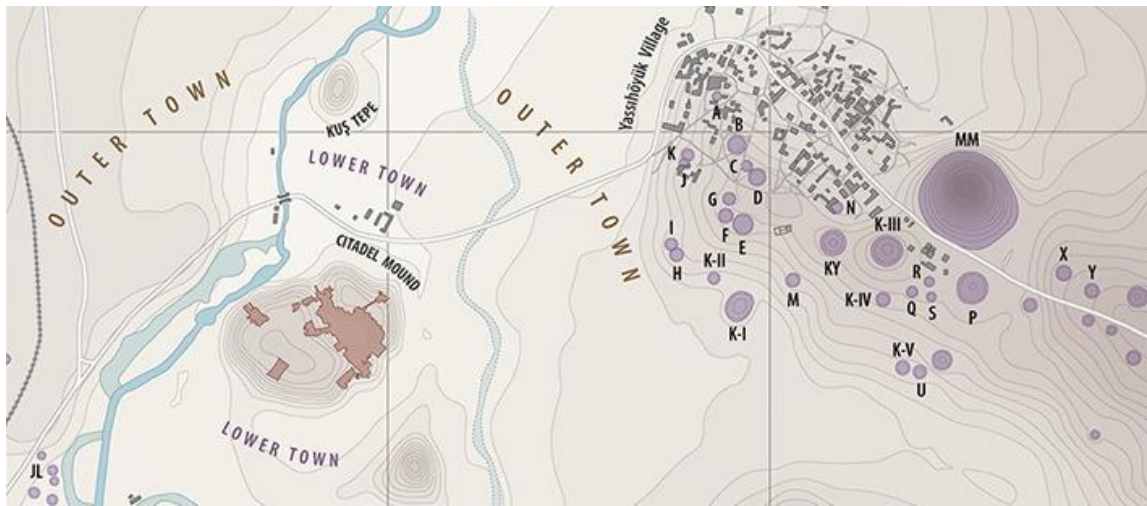 OUTER TOWN
KUŞ TEPE
LOWER TOWN
CITADEL MOUND
LOWER TOWN
JL
OUTER TOWN
Yassıhöyük Village
A
B
K
C
J
D
G
N
F
E
I
H
K-II
K-I
M
KY
K-III
K-IV
R
Q
S
P
MM
X
Y
K-V
U